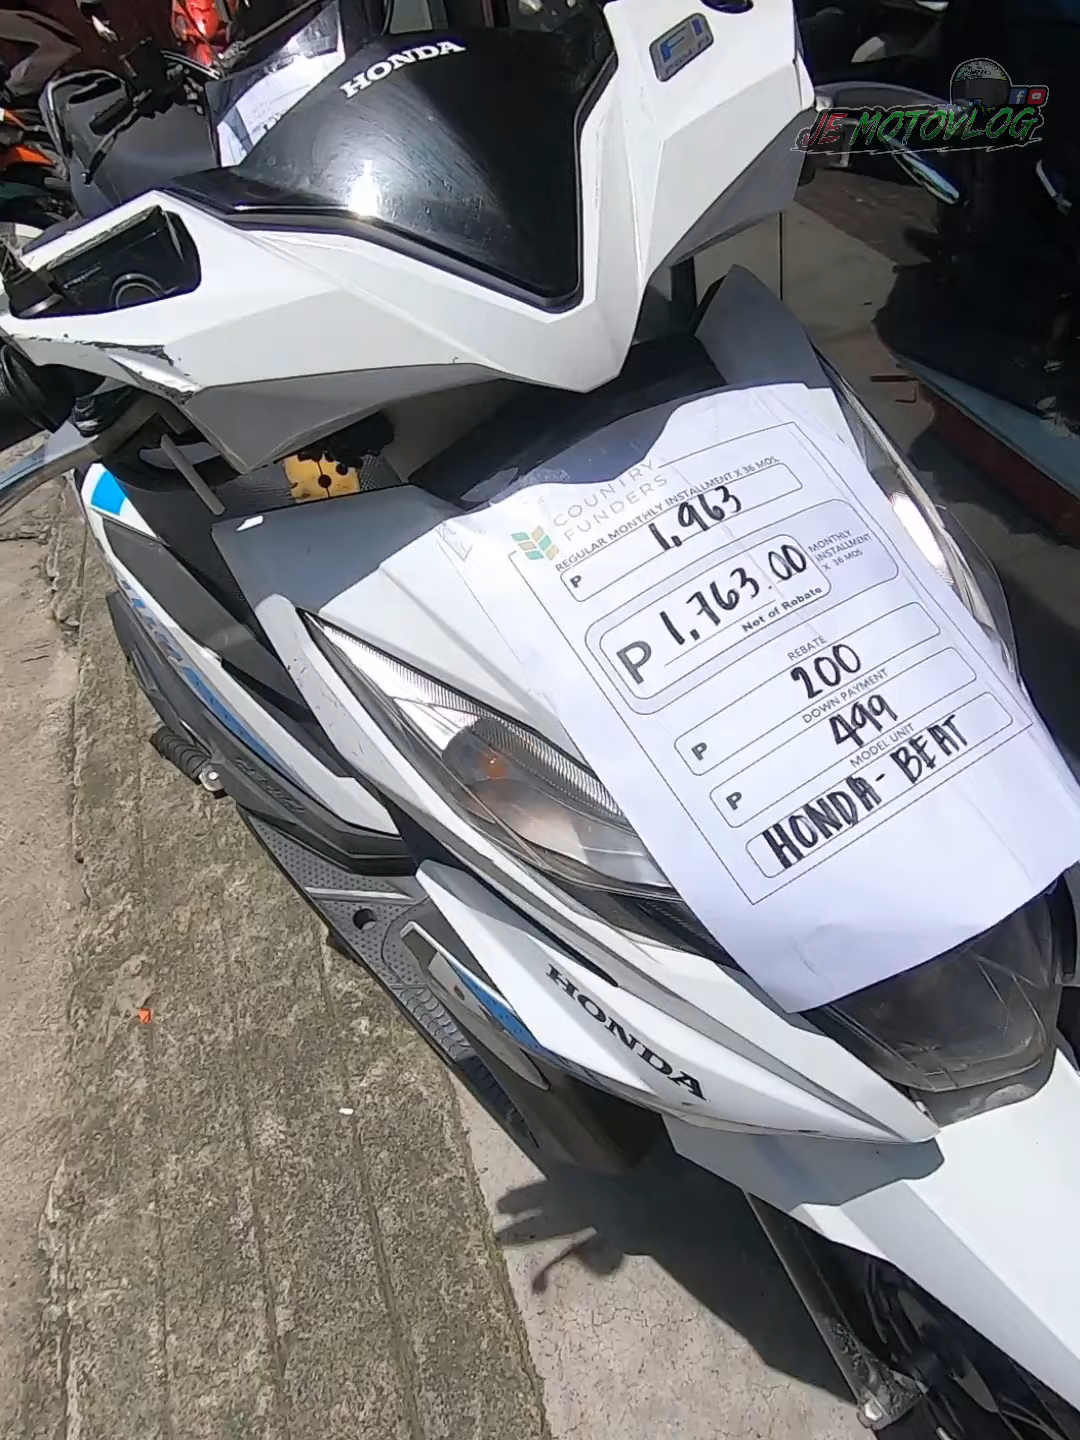 HONDA
Fi
JE MOTOVLOG
COUNTRY
FUNDERS
REGULAR MONTHLY INSTALLMENT X 36 MOS.
P 1,963
P 1,763.00
MONTHLY
INSTALLMENT
X 36 MOS
Net of Rebate
REBATE
P 200
DOWN PAYMENT
P 499
MODEL UNIT
HONDA - BEAT
HONDA